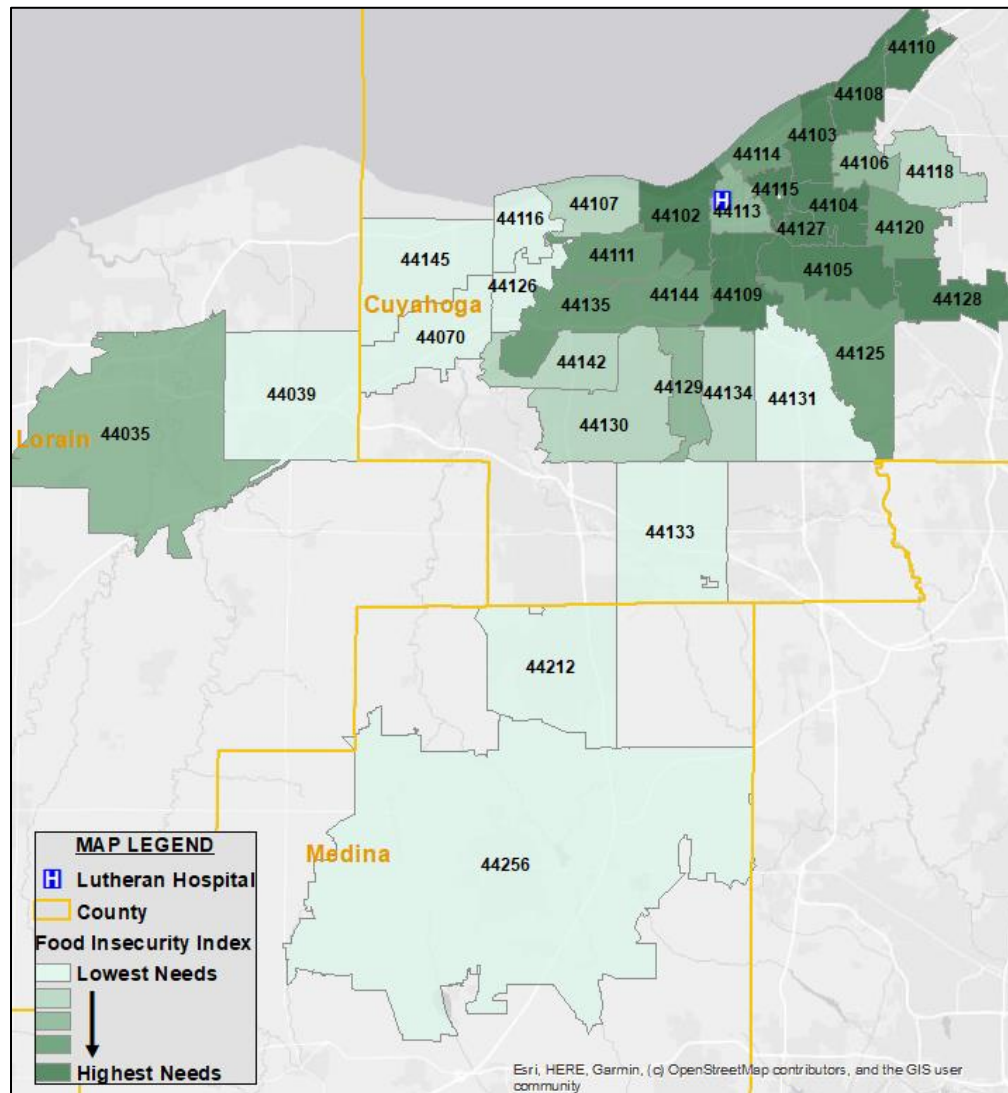 44110
44108
44103
44114
44106
44118
44115
44107
44116
44102
44113
44104
44120
44127
44145
44111
44126
44105
Cuyahoga
44135
44144
44109
44128
44070
44125
44142
44039
44129
44134
44131
44130
Lorain
44035
44133
44212
Medina
44256
MAP LEGEND
H Lutheran Hospital
County
Food Insecurity Index
Lowest Needs
Highest Needs
H
Esri, HERE, Garmin, (c) OpenStreetMap contributors, and the GIS user
community